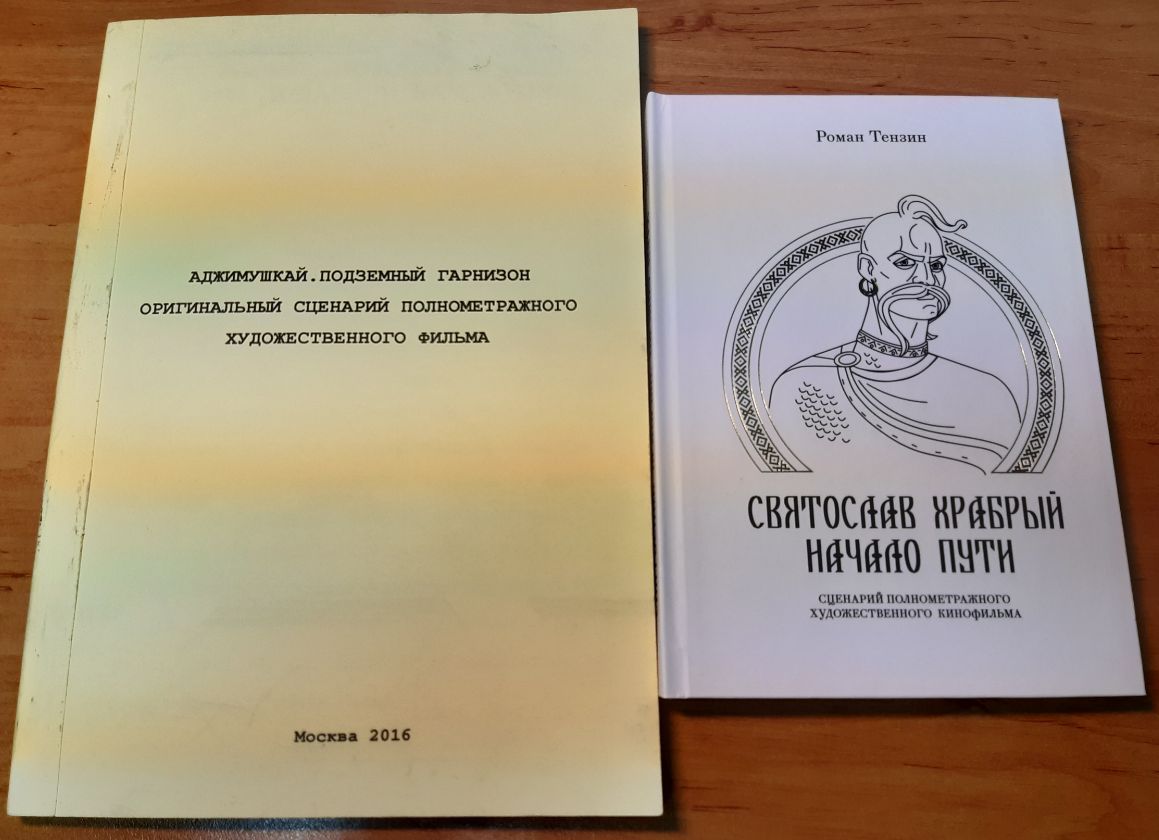 АДЖИМУШКАЙ.ПОДЗЕМНЫЙ ГАРНИЗОН
ОРИГИНАЛЬНЫЙ СЦЕНАРИЙ ПОЛНОМЕТРАЖНОГО
ХУДОЖЕСТВЕННОГО ФИЛЬМА
Москва 2016
Роман Тензин
СВЯТОСЛАВ ХРАБРЫЙ
НАЧАЛО ПУТИ
СЦЕНАРИЙ ПОЛНОМЕТРАЖНОГО
ХУДОЖЕСТВЕННОГО КИНОФИЛЬМА